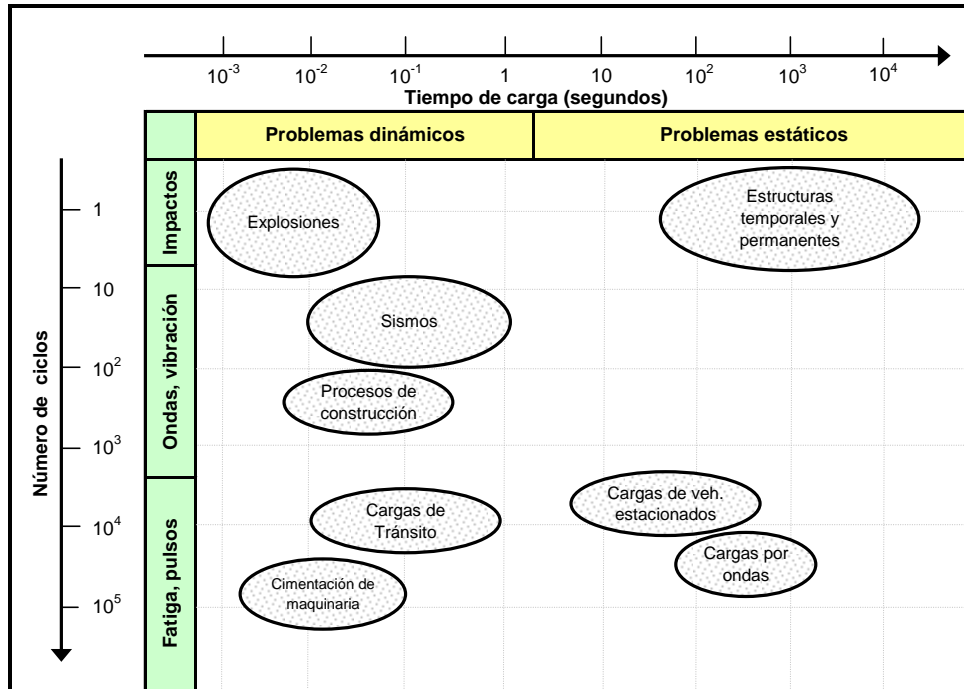 10⁻³ 10⁻² 10⁻¹ 1 10 10² 10³ 10⁴
Tiempo de carga (segundos)
Problemas dinámicos Problemas estáticos
Número de ciclos
1
10
10²
10³
10⁴
10⁵
Impactos
Ondas, vibración
Fatiga, pulsos
Explosiones
Estructuras
temporales y
permanentes
Sismos
Procesos de
construcción
Cargas de
Tránsito
Cargas de veh.
estacionados
Cargas por
ondas
Cimentación de
maquinaria